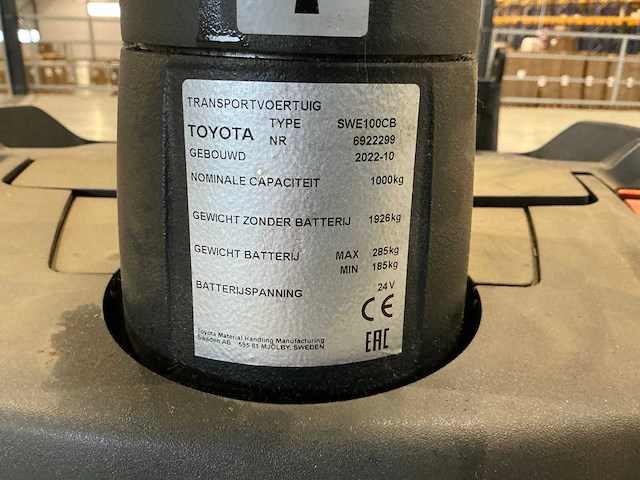 TRANSPORTVOERTUIG
TOYOTA TYPE SWE100CB
NR 6922299
GEBOUWD 2022-10
NOMINALE CAPACITEIT 1000kg
GEWICHT ZONDER BATTERIJ 1926kg
GEWICHT BATTERIJ MAX 285kg
MIN 185kg
BATTERIJSPANNING 24V
CE
Toyota Material Handling Manufacturing
Sweden AB 595 81 MJÖLBY, SWEDEN
EAC